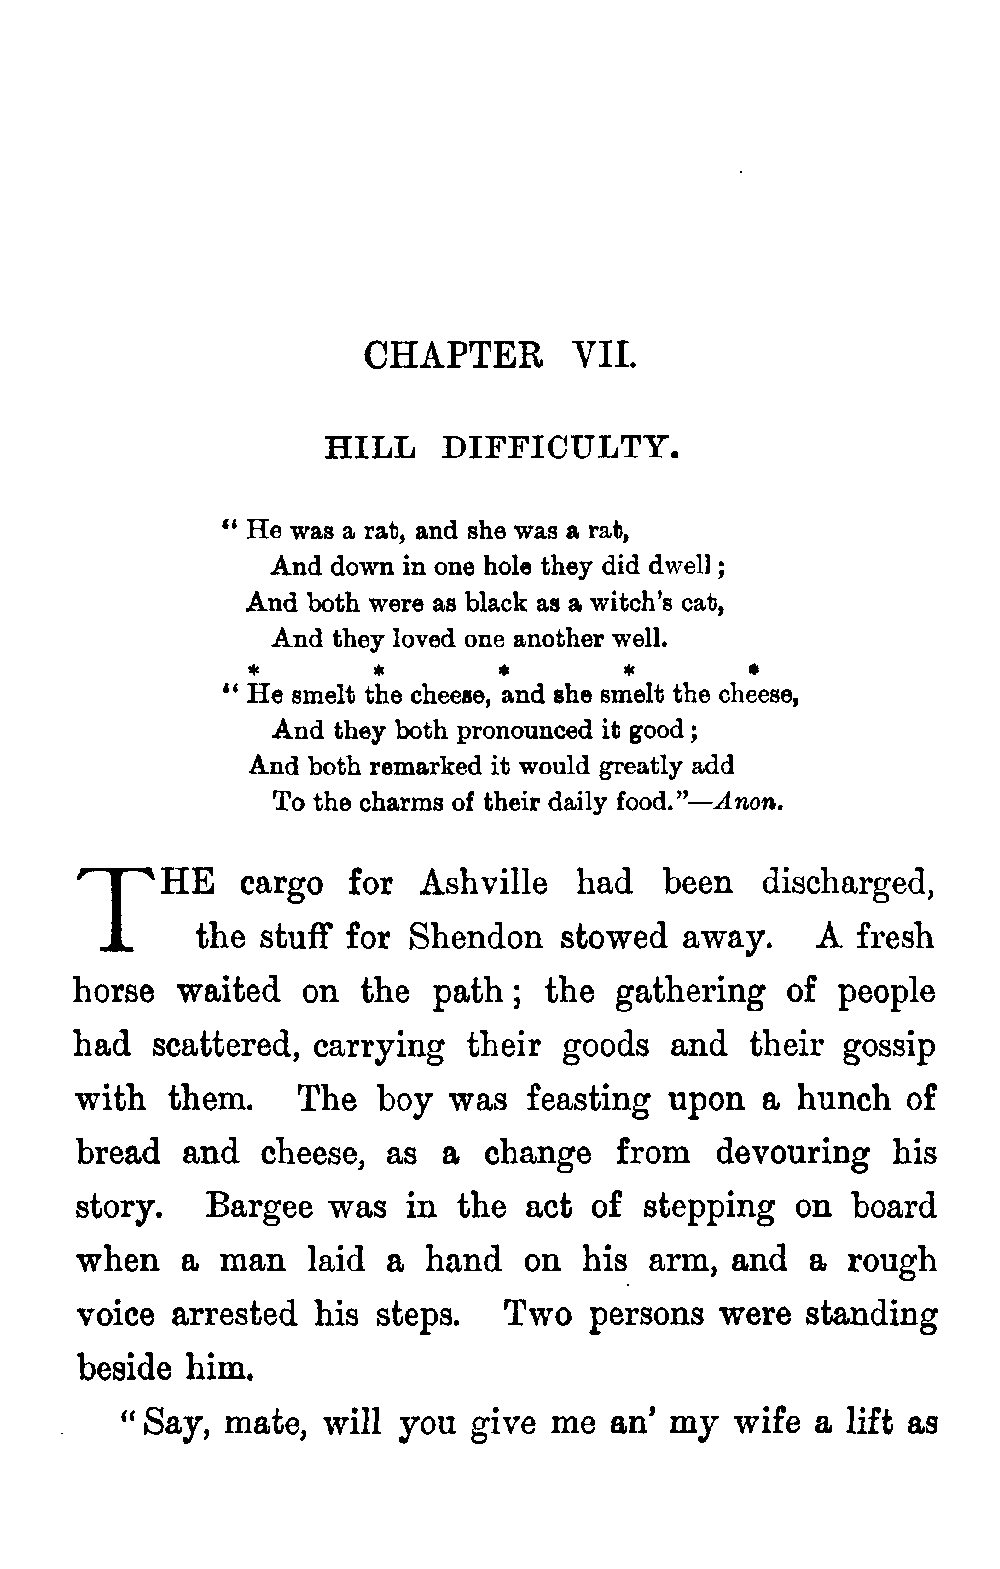 CHAPTER VII.
HILL DIFFICULTY.
“ He was a rat, and she was a rat,
And down in one hole they did dwell ;
And both were as black as a witch’s cat,
And they loved one another well.
* * * * *
“ He smelt the cheese, and she smelt the cheese,
And they both pronounced it good ;
And both remarked it would greatly add
To the charms of their daily food.”—Anon.
THE cargo for Ashville had been discharged,
the stuff for Shendon stowed away. A fresh
horse waited on the path ; the gathering of people
had scattered, carrying their goods and their gossip
with them. The boy was feasting upon a hunch of
bread and cheese, as a change from devouring his
story. Bargee was in the act of stepping on board
when a man laid a hand on his arm, and a rough
voice arrested his steps. Two persons were standing
beside him.
“ Say, mate, will you give me an’ my wife a lift as